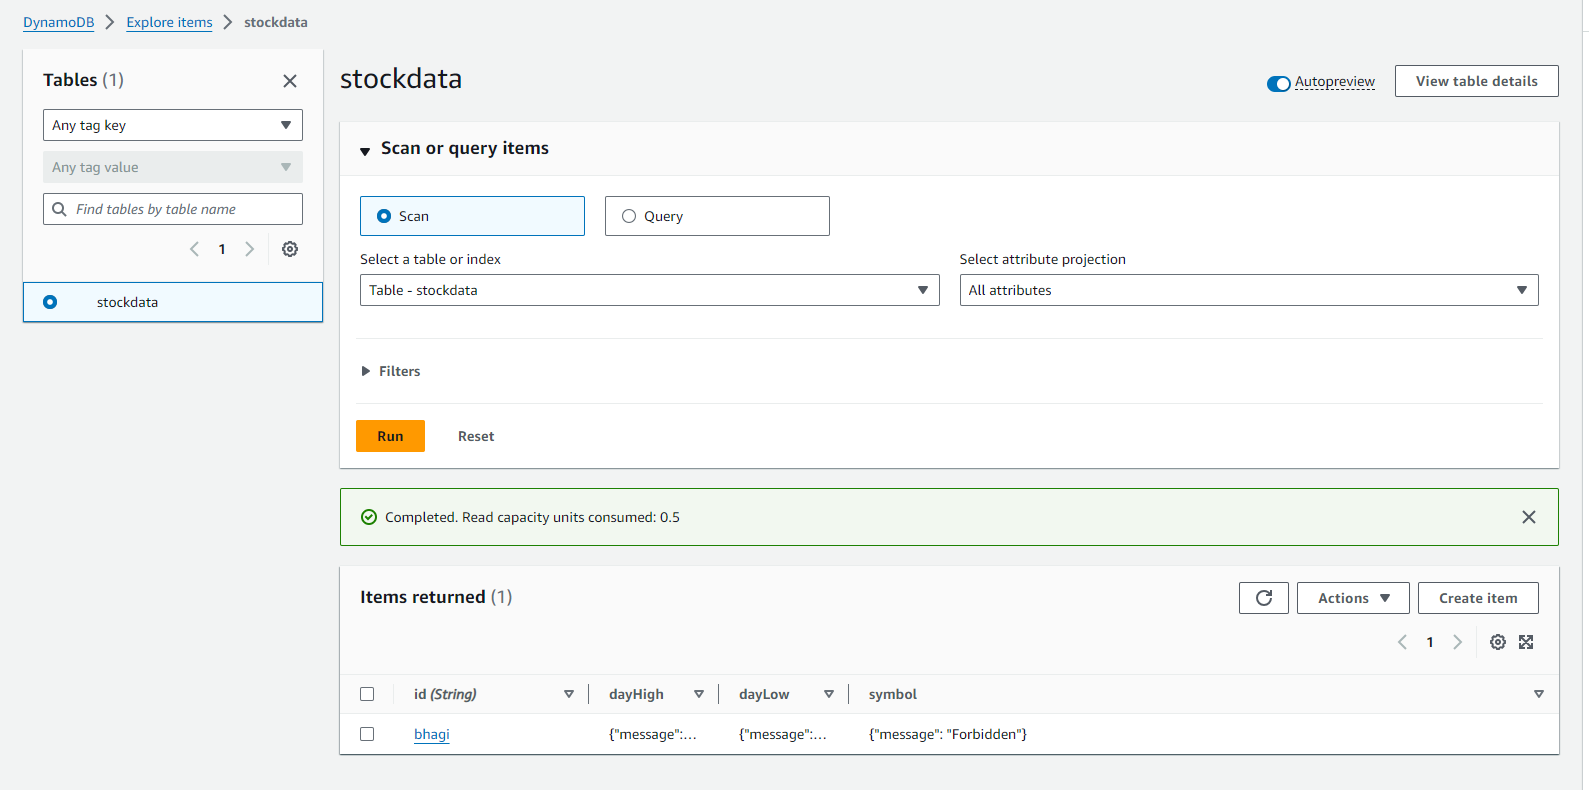 DynamoDB > Explore items > stockdata
Tables (1)
Any tag key
Any tag value
Find tables by table name
1
stockdata
stockdata
Autopreview
View table details
Scan or query items
Scan
Query
Select a table or index
Table - stockdata
Select attribute projection
All attributes
Filters
Run
Reset
Completed. Read capacity units consumed: 0.5
Items returned (1)
Actions
Create item
1
id (String) dayHigh dayLow symbol
bhagi {"message":... {"message":... {"message": "Forbidden"}